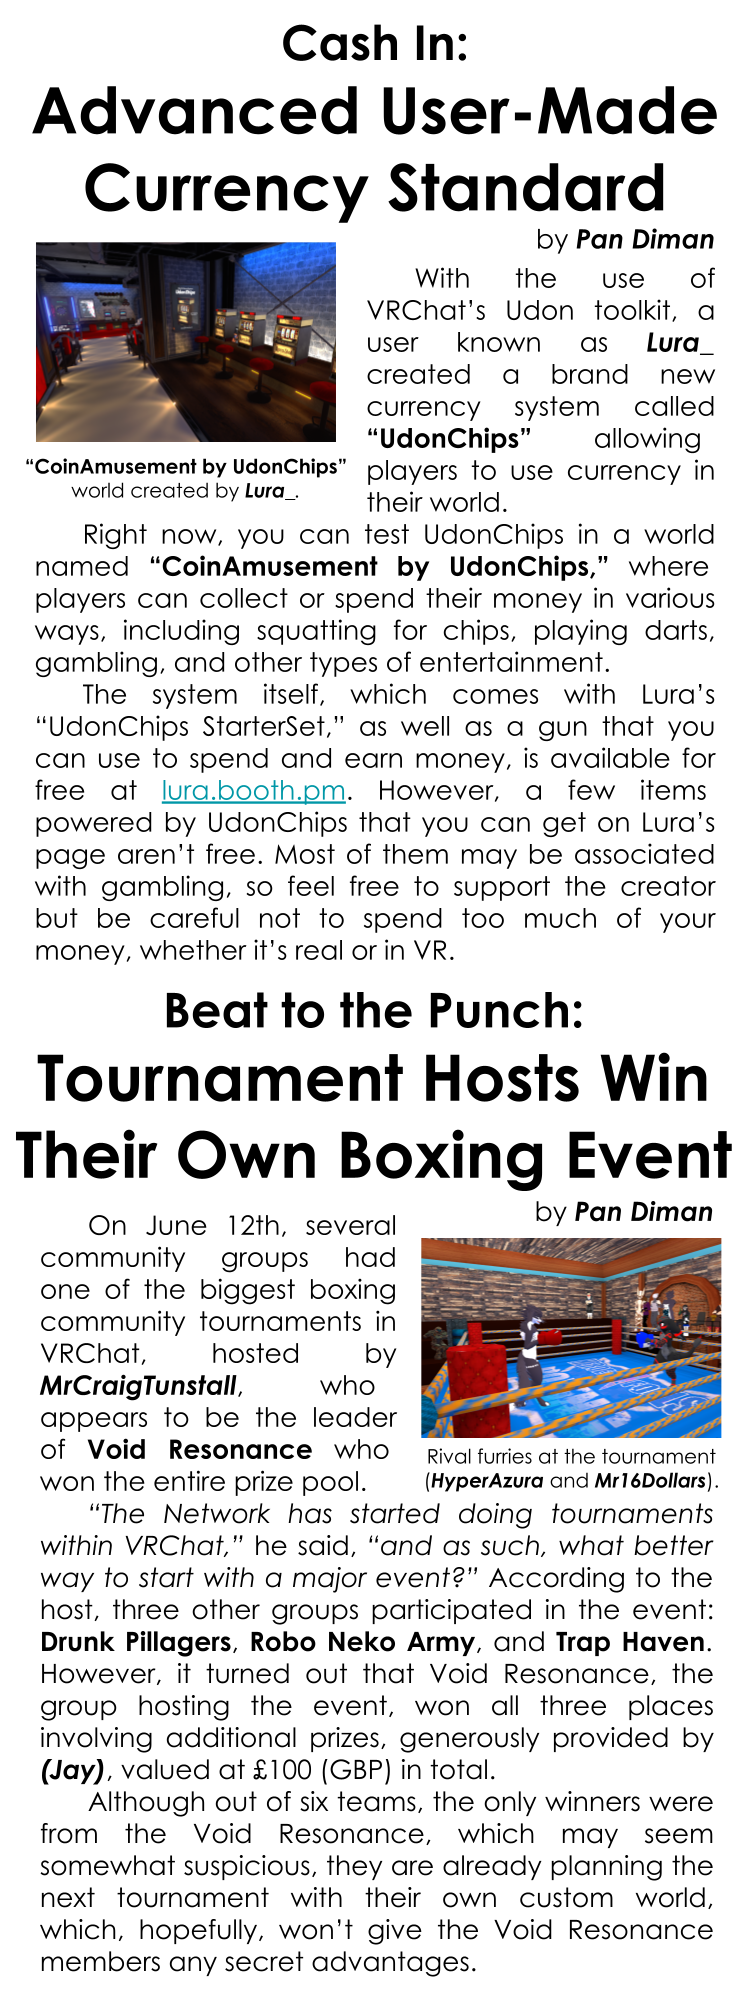 Cash In:
Advanced User-Made
Currency Standard
by Pan Diman
“CoinAmusement by UdonChips”
world created by Lura_.
With the use of
VRChat’s Udon toolkit, a
user known as Lura_
created a brand new
currency system called
“UdonChips” allowing
players to use currency in
their world.
Right now, you can test UdonChips in a world
named “CoinAmusement by UdonChips,” where
players can collect or spend their money in various
ways, including squatting for chips, playing darts,
gambling, and other types of entertainment.
The system itself, which comes with Lura’s
“UdonChips StarterSet,” as well as a gun that you
can use to spend and earn money, is available for
free at lura.booth.pm. However, a few items
powered by UdonChips that you can get on Lura’s
page aren’t free. Most of them may be associated
with gambling, so feel free to support the creator
but be careful not to spend too much of your
money, whether it’s real or in VR.
Beat to the Punch:
Tournament Hosts Win
Their Own Boxing Event
by Pan Diman
On June 12th, several
community groups had
one of the biggest boxing
community tournaments in
VRChat, hosted by
MrCraigTunstall, who
appears to be the leader
of Void Resonance who
won the entire prize pool.
Rival furries at the tournament
(HyperAzura and Mr16Dollars).
“The Network has started doing tournaments
within VRChat,” he said, “and as such, what better
way to start with a major event?” According to the
host, three other groups participated in the event:
Drunk Pillagers, Robo Neko Army, and Trap Haven.
However, it turned out that Void Resonance, the
group hosting the event, won all three places
involving additional prizes, generously provided by
(Jay), valued at £100 (GBP) in total.
Although out of six teams, the only winners were
from the Void Resonance, which may seem
somewhat suspicious, they are already planning the
next tournament with their own custom world,
which, hopefully, won’t give the Void Resonance
members any secret advantages.